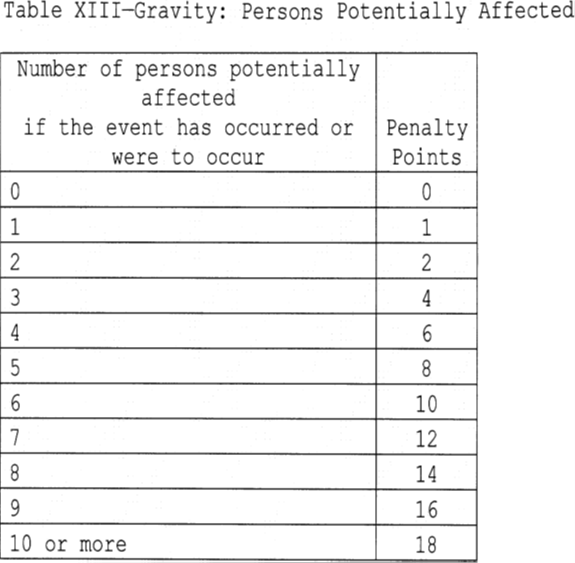 Table XIII—Gravity: Persons Potentially Affected
Number of persons potentially
affected
if the event has occurred or
were to occur
Penalty
Points
0 0
1 1
2 2
3 4
4 6
5 8
6 10
7 12
8 14
9 16
10 or more 18